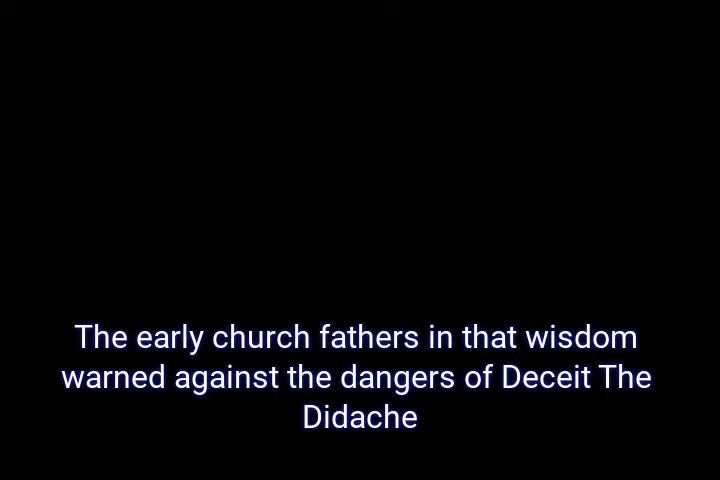 The early church fathers in that wisdom
warned against the dangers of Deceit The
Didache